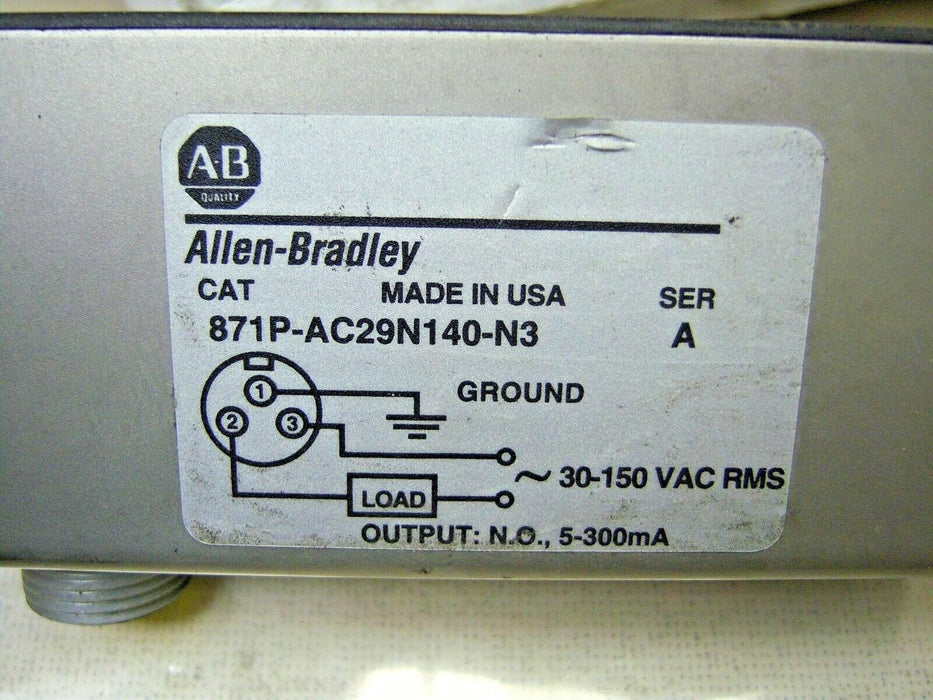 A-B
QUALITY
Allen-Bradley
CAT MADE IN USA SER
871P-AC29N140-N3 A
1
GROUND
2 3
~ 30-150 VAC RMS
LOAD
OUTPUT: N.O., 5-300mA